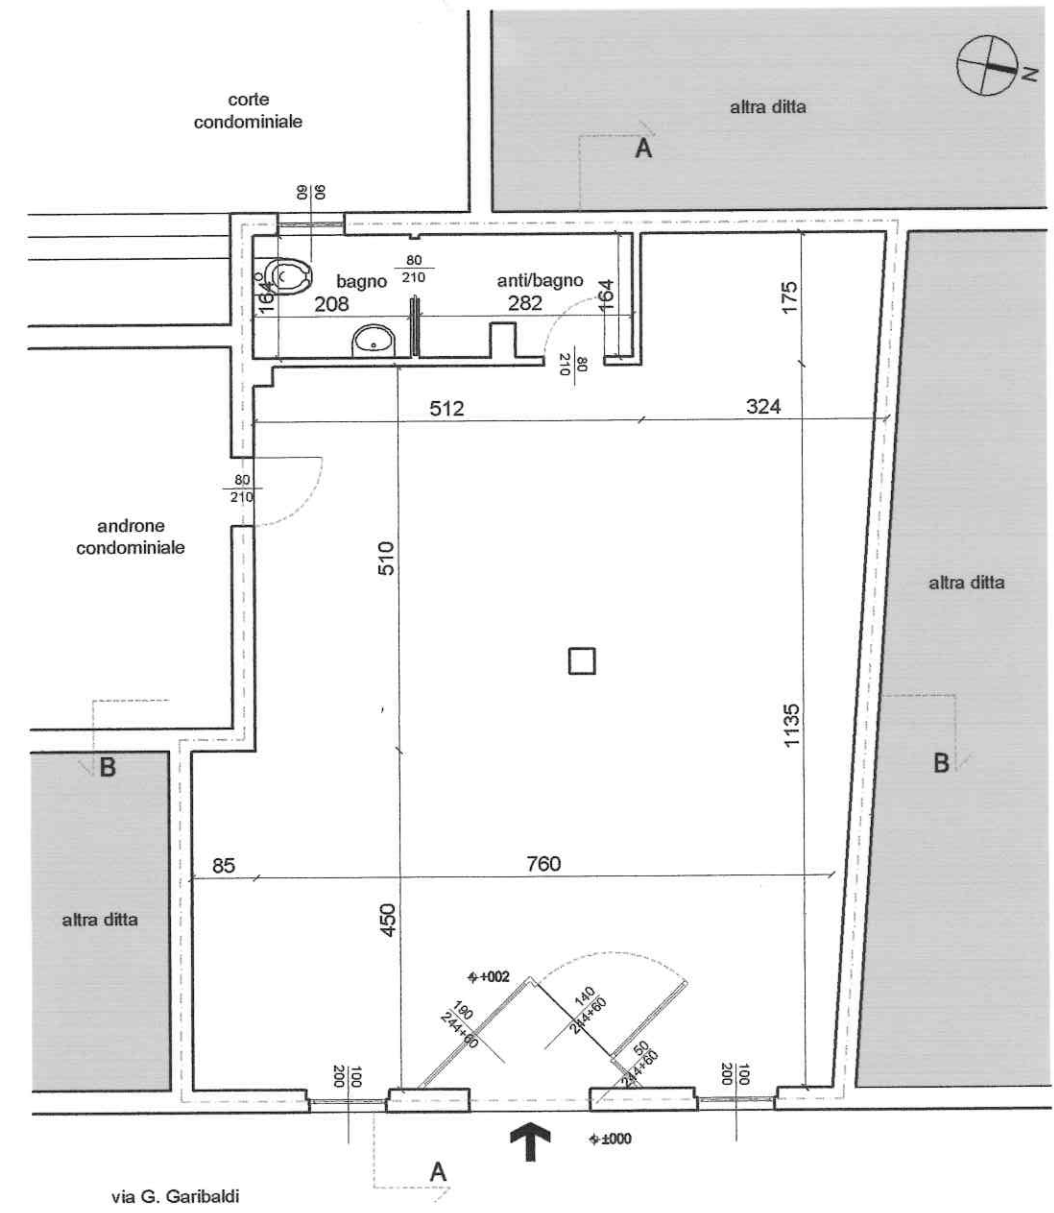 corte
condominiale
altra ditta
N
A
90
60
bagno
80
210
anti/bagno
164
208
282
164
175
80
210
512
324
80
210
androne
condominiale
510
altra ditta
1135
B
B
85
760
altra ditta
450
+002
190
244+60
140
244+60
50
244+60
100
200
100
200
±000
A
via G. Garibaldi